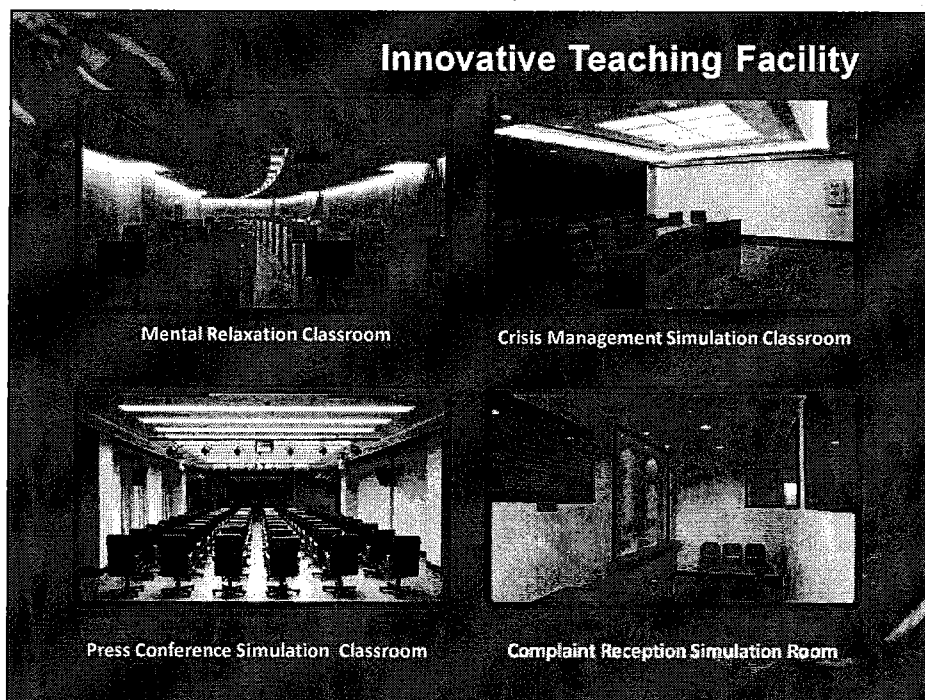 Innovative Teaching Facility
Mental Relaxation Classroom
Crisis Management Simulation Classroom
Press Conference Simulation Classroom
Complaint Reception Simulation Room